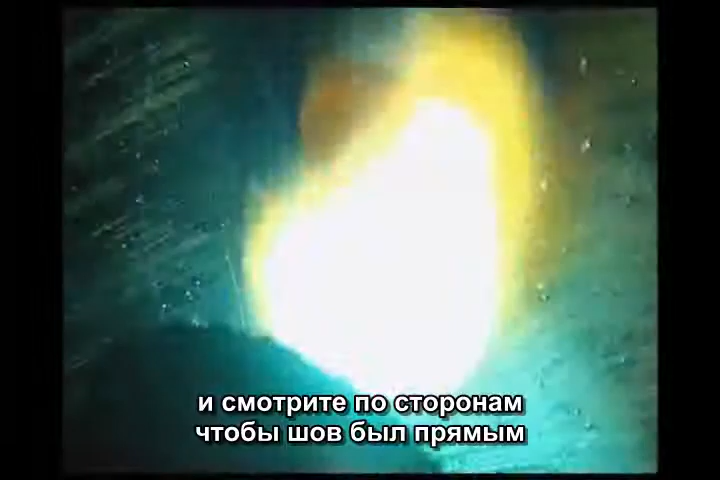 и смотрите по сторонам
чтобы шов был прямым